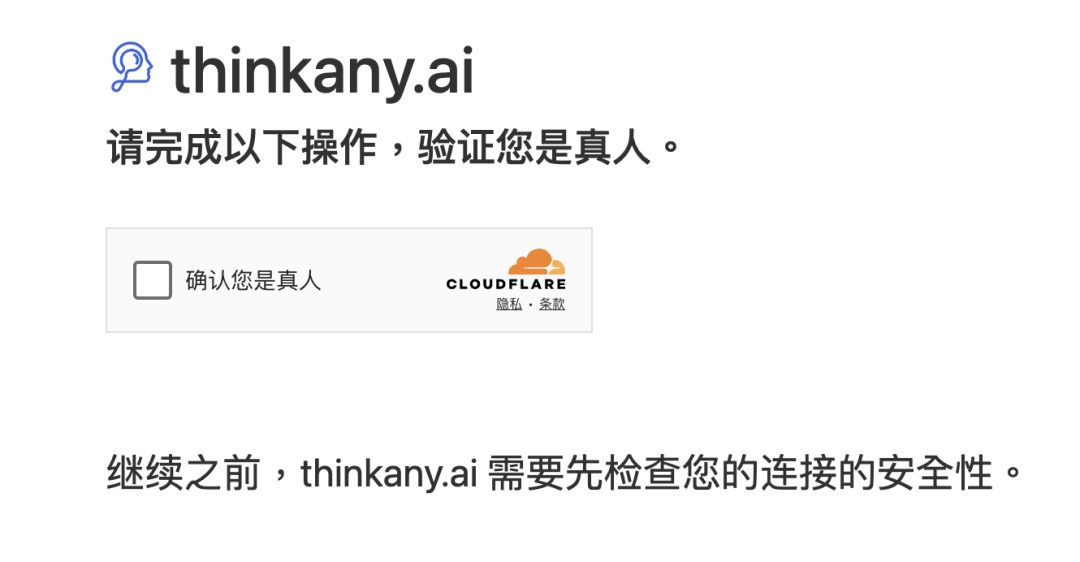 thinkany.ai
请完成以下操作，验证您是真人。
确认您是真人
CLOUDFLARE
隐私 · 条款
继续之前，thinkany.ai 需要先检查您的连接的安全性。